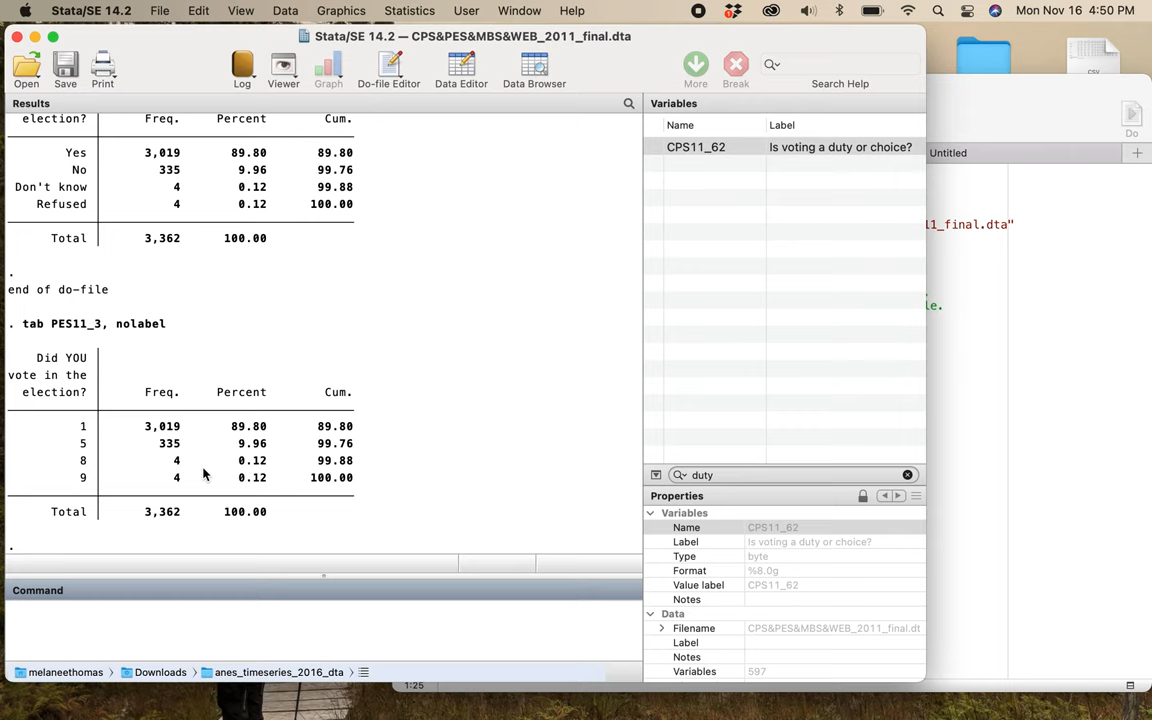 Stata/SE 14.2 File Edit View Data Graphics Statistics User Window Help Mon Nov 16 4:50 PM
Stata/SE 14.2 — CPS&PES&MBS&WEB_2011_final.dta
Open Save Print Log Viewer Graph Do-file Editor Data Editor Data Browser More Break Search Help
CSV
Do
Results
Variables
Name Label
CPS11_62 Is voting a duty or choice?
Untitled
election? Freq. Percent Cum.
Yes 3,019 89.80 89.80
No 335 9.96 99.76
Don't know 4 0.12 99.88
Refused 4 0.12 100.00
Total 3,362 100.00
.
end of do-file
. tab PES11_3, nolabel
Did YOU
vote in the
election? Freq. Percent Cum.
1 3,019 89.80 89.80
5 335 9.96 99.76
8 4 0.12 99.88
9 4 0.12 100.00
Total 3,362 100.00
.
11_final.dta"
le.
duty
Properties
Variables
Name CPS11_62
Label Is voting a duty or choice?
Type byte
Format %8.0g
Value label CPS11_62
Notes
Data
Filename CPS&PES&MBS&WEB_2011_final.dt
Label
Notes
Variables 597
Command
melaneethomas Downloads anes_timeseries_2016_dta
1:25